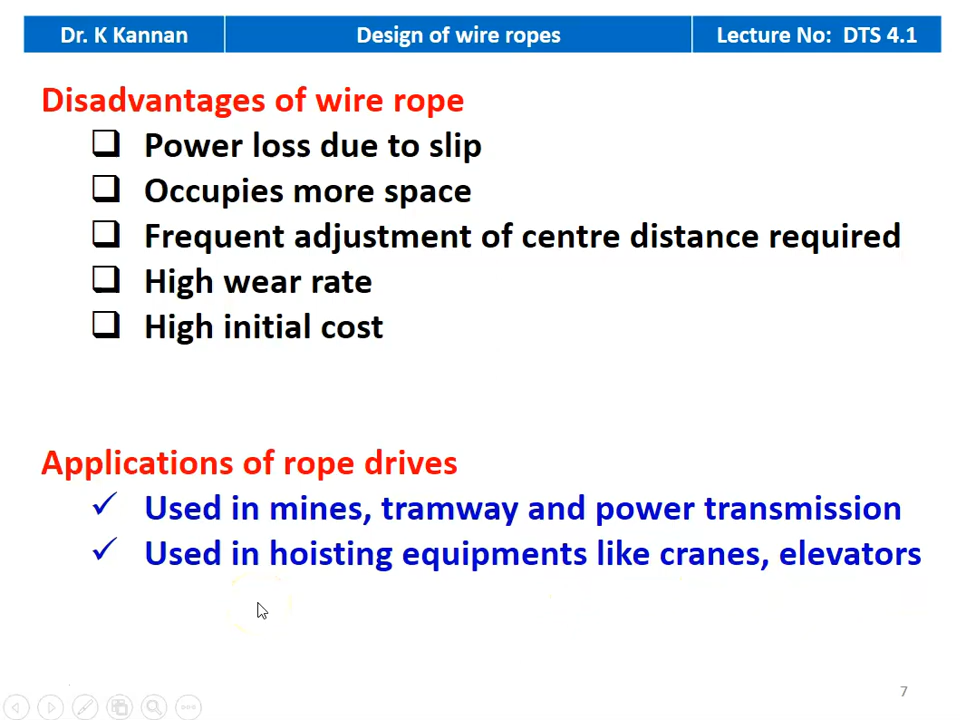 Dr. K Kannan
Design of wire ropes
Lecture No: DTS 4.1
Disadvantages of wire rope
Power loss due to slip
Occupies more space
Frequent adjustment of centre distance required
High wear rate
High initial cost
Applications of rope drives
Used in mines, tramway and power transmission
Used in hoisting equipments like cranes, elevators
7